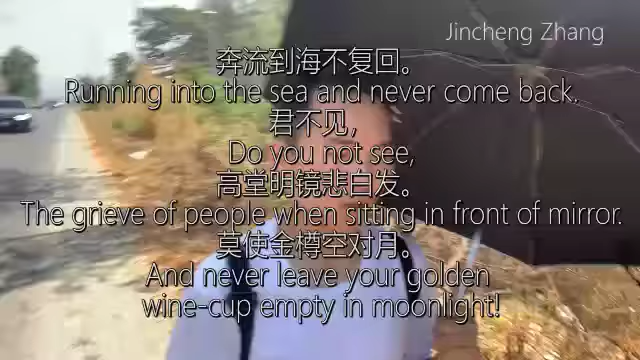 Jincheng Zhang
奔流到海不复回。
Running into the sea and never come back.
君不见，
Do you not see,
高堂明镜悲白发。
The grieve of people when sitting in front of mirror.
莫使金樽空对月。
And never leave your golden
wine-cup empty in moonlight!